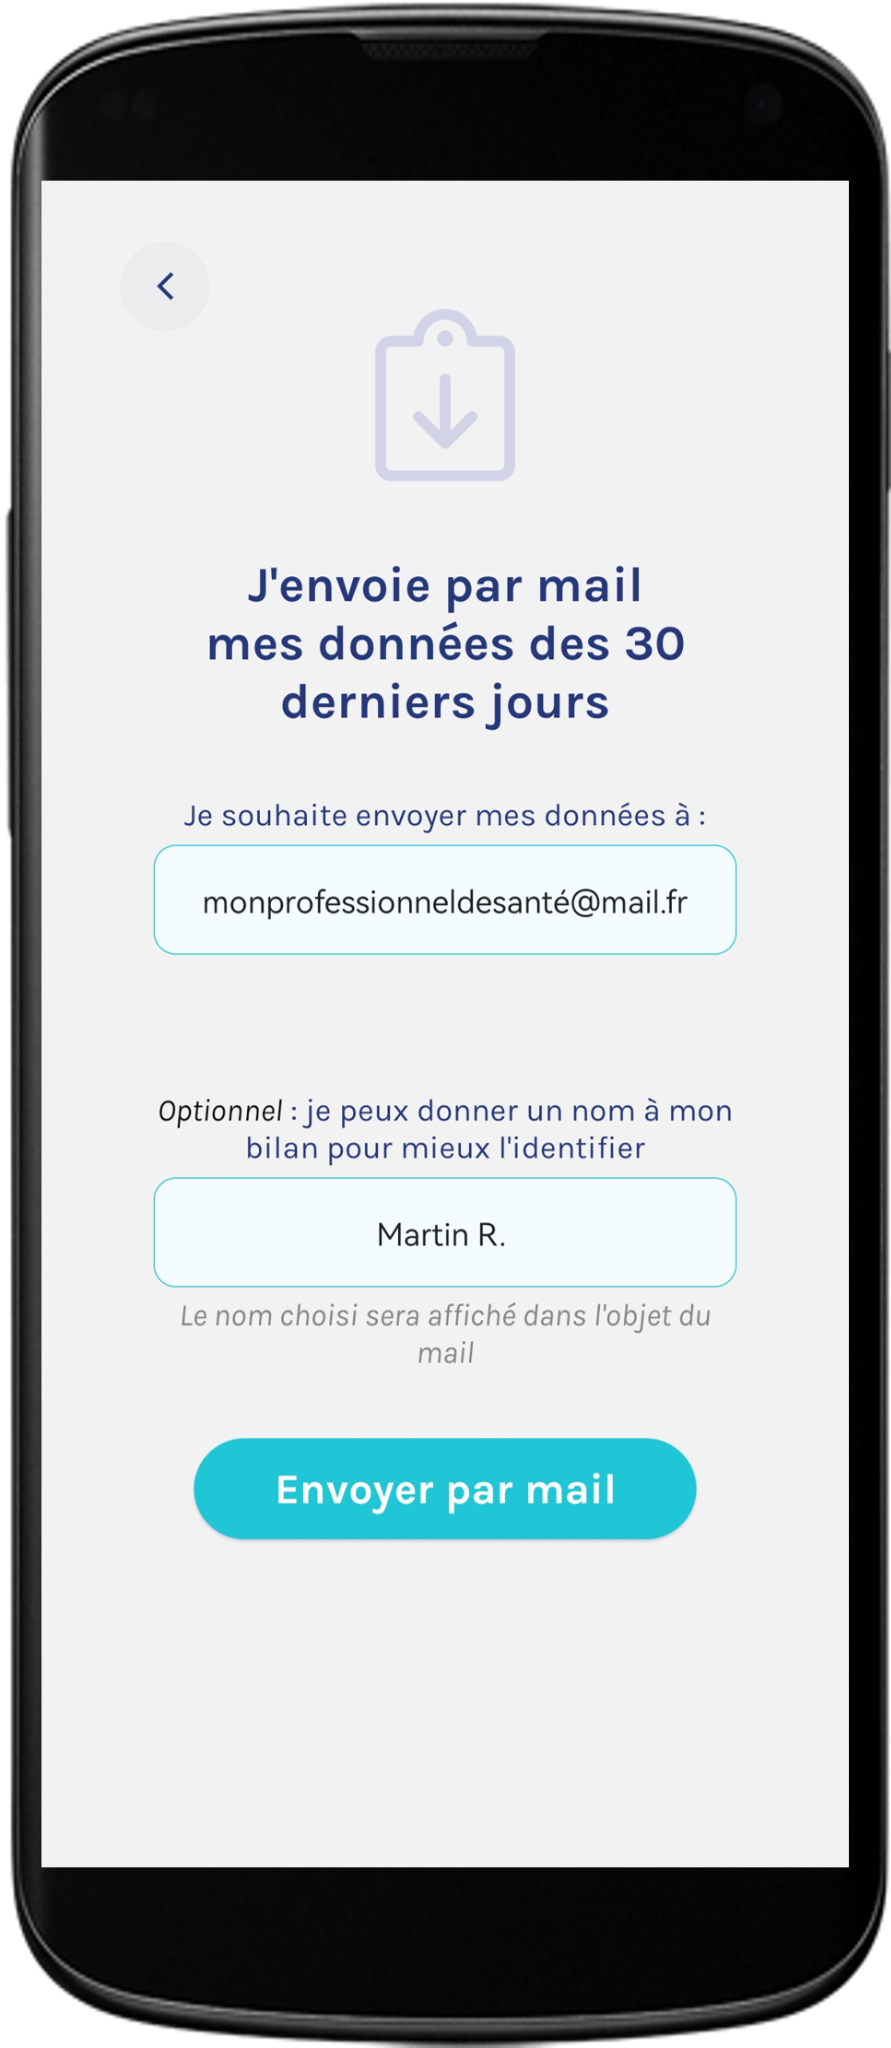 J'envoie par mail
mes données des 30
derniers jours
Je souhaite envoyer mes données à :
monprofessionneldesanté@mail.fr
Optionnel : je peux donner un nom à mon
bilan pour mieux l'identifier
Martin R.
Le nom choisi sera affiché dans l'objet du
mail
Envoyer par mail